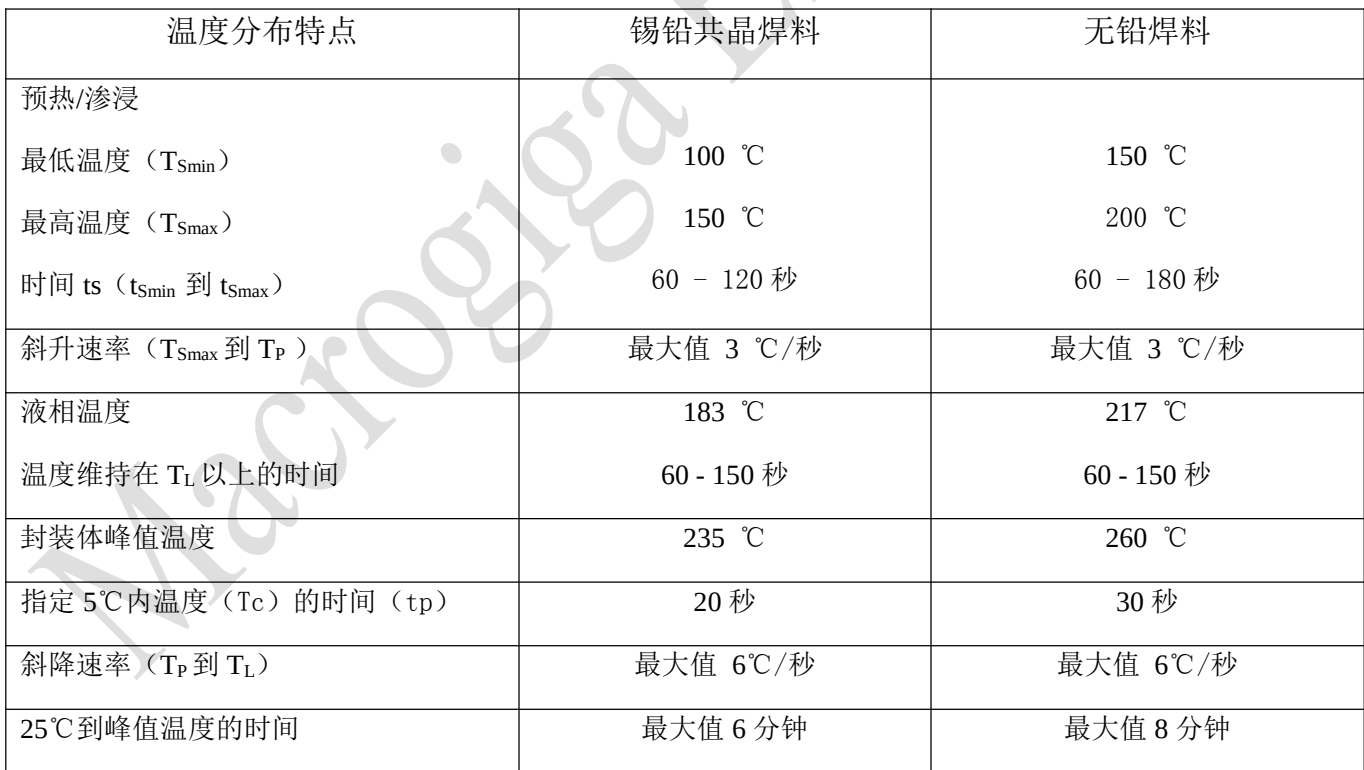 温度分布特点 锡铅共晶焊料 无铅焊料
预热/渗浸
最低温度（TSmin） 100 ℃ 150 ℃
最高温度（TSmax） 150 ℃ 200 ℃
时间 ts（tSmin 到 tSmax） 60 – 120 秒 60 – 180 秒
斜升速率（TSmax 到 TP ） 最大值 3 ℃/秒 最大值 3 ℃/秒
液相温度 183 ℃ 217 ℃
温度维持在 TL 以上的时间 60 - 150 秒 60 - 150 秒
封装体峰值温度 235 ℃ 260 ℃
指定 5℃内温度（Tc）的时间（tp） 20 秒 30 秒
斜降速率（TP 到 TL） 最大值 6℃/秒 最大值 6℃/秒
25℃到峰值温度的时间 最大值 6 分钟 最大值 8 分钟
Macrogiga